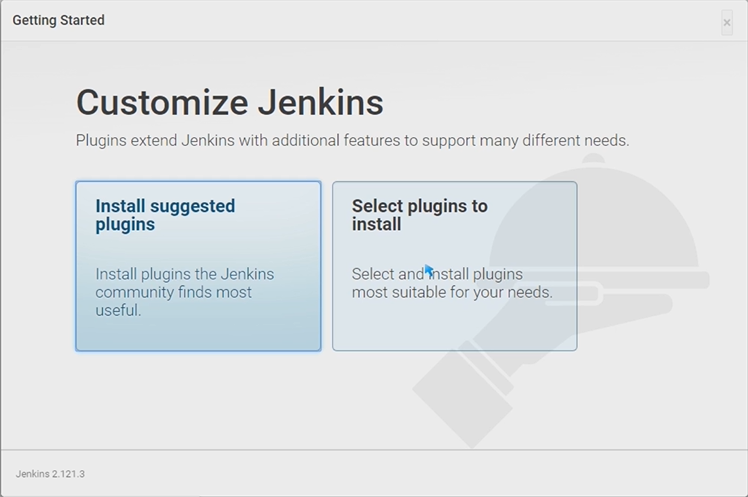 Getting Started
×
Customize Jenkins
Plugins extend Jenkins with additional features to support many different needs.
Install suggested
plugins
Install plugins the Jenkins
community finds most
useful.
Select plugins to
install
Select and install plugins
most suitable for your needs.
Jenkins 2.121.3